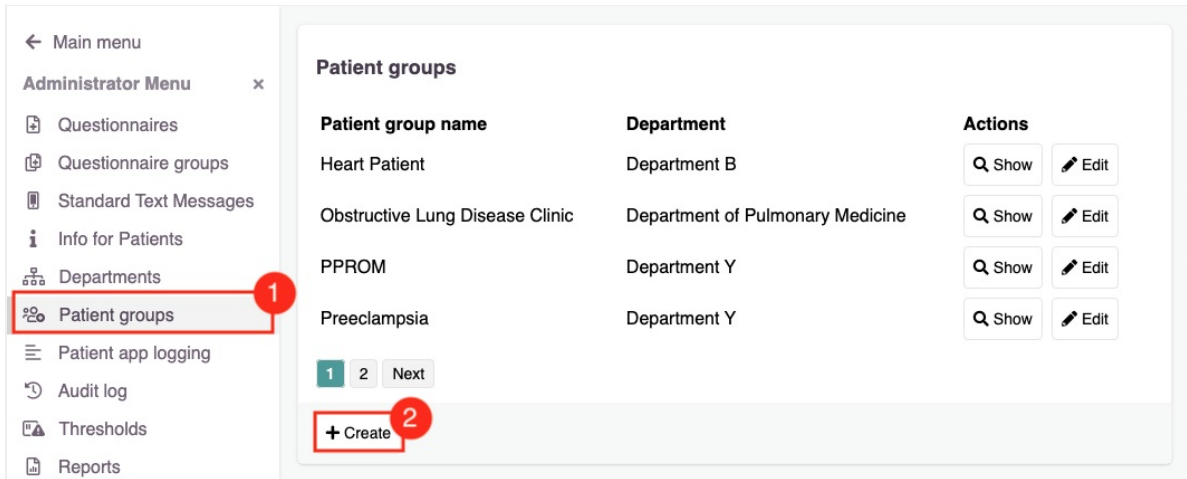 ← Main menu
Administrator Menu ×
Questionnaires
Questionnaire groups
Standard Text Messages
Info for Patients
Departments
Patient groups
1
Patient app logging
Audit log
Thresholds
Reports
Patient groups
Patient group name Department Actions
Heart Patient Department B Show Edit
Obstructive Lung Disease Clinic Department of Pulmonary Medicine Show Edit
PPROM Department Y Show Edit
Preeclampsia Department Y Show Edit
1 2 Next
+ Create
2